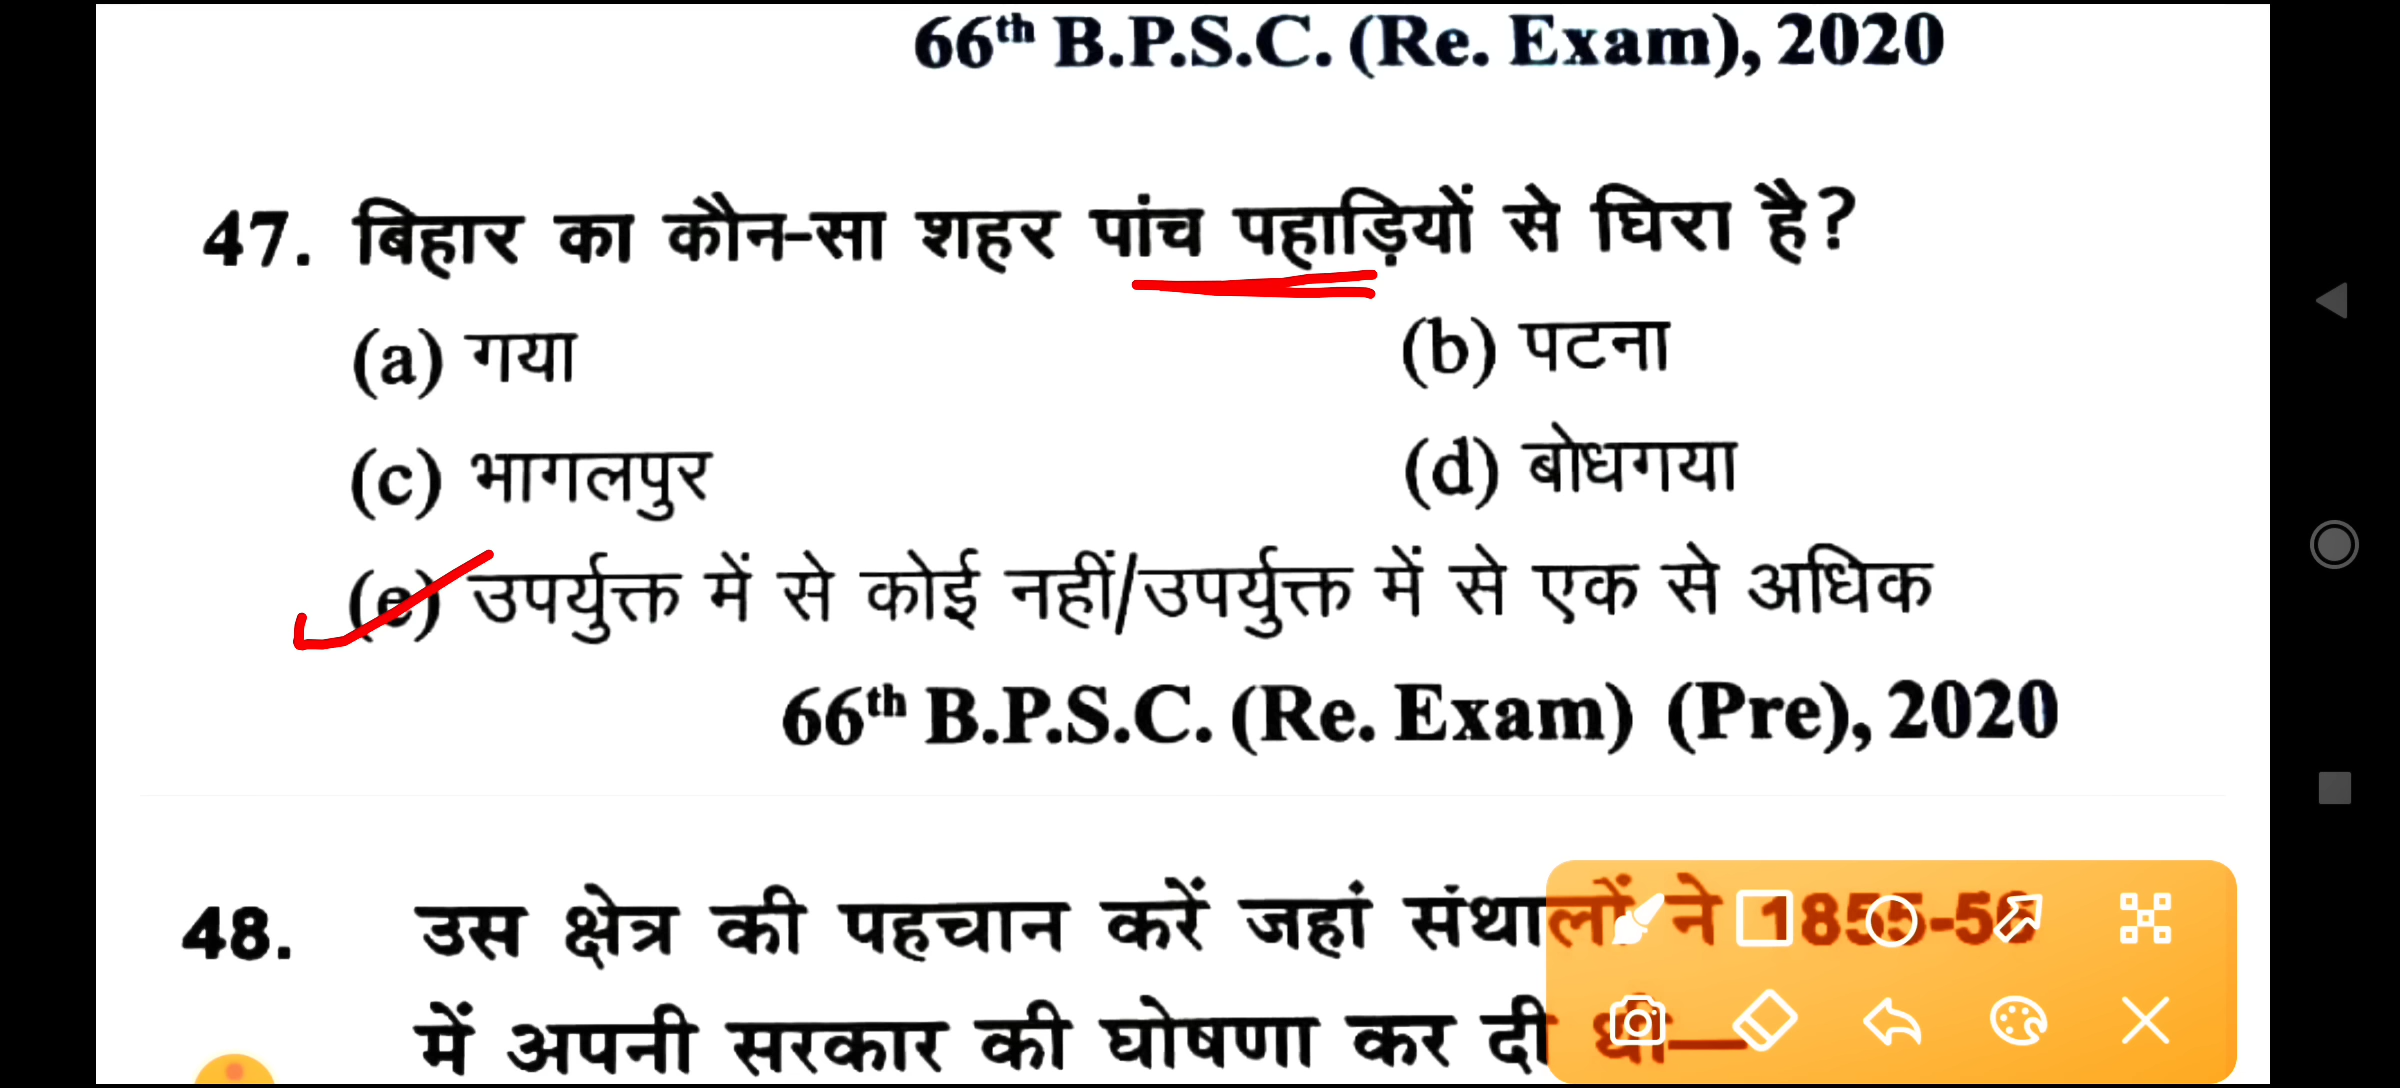 66th B.P.S.C. (Re. Exam), 2020
47. बिहार का कौन-सा शहर पांच पहाड़ियों से घिरा है?
(a) गया (b) पटना
(c) भागलपुर (d) बोधगया
(e) उपर्युक्त में से कोई नहीं/उपर्युक्त में से एक से अधिक
66th B.P.S.C. (Re. Exam) (Pre), 2020
48. उस क्षेत्र की पहचान करें जहां संथालों ने 1855-56
में अपनी सरकार की घोषणा कर दी थी—